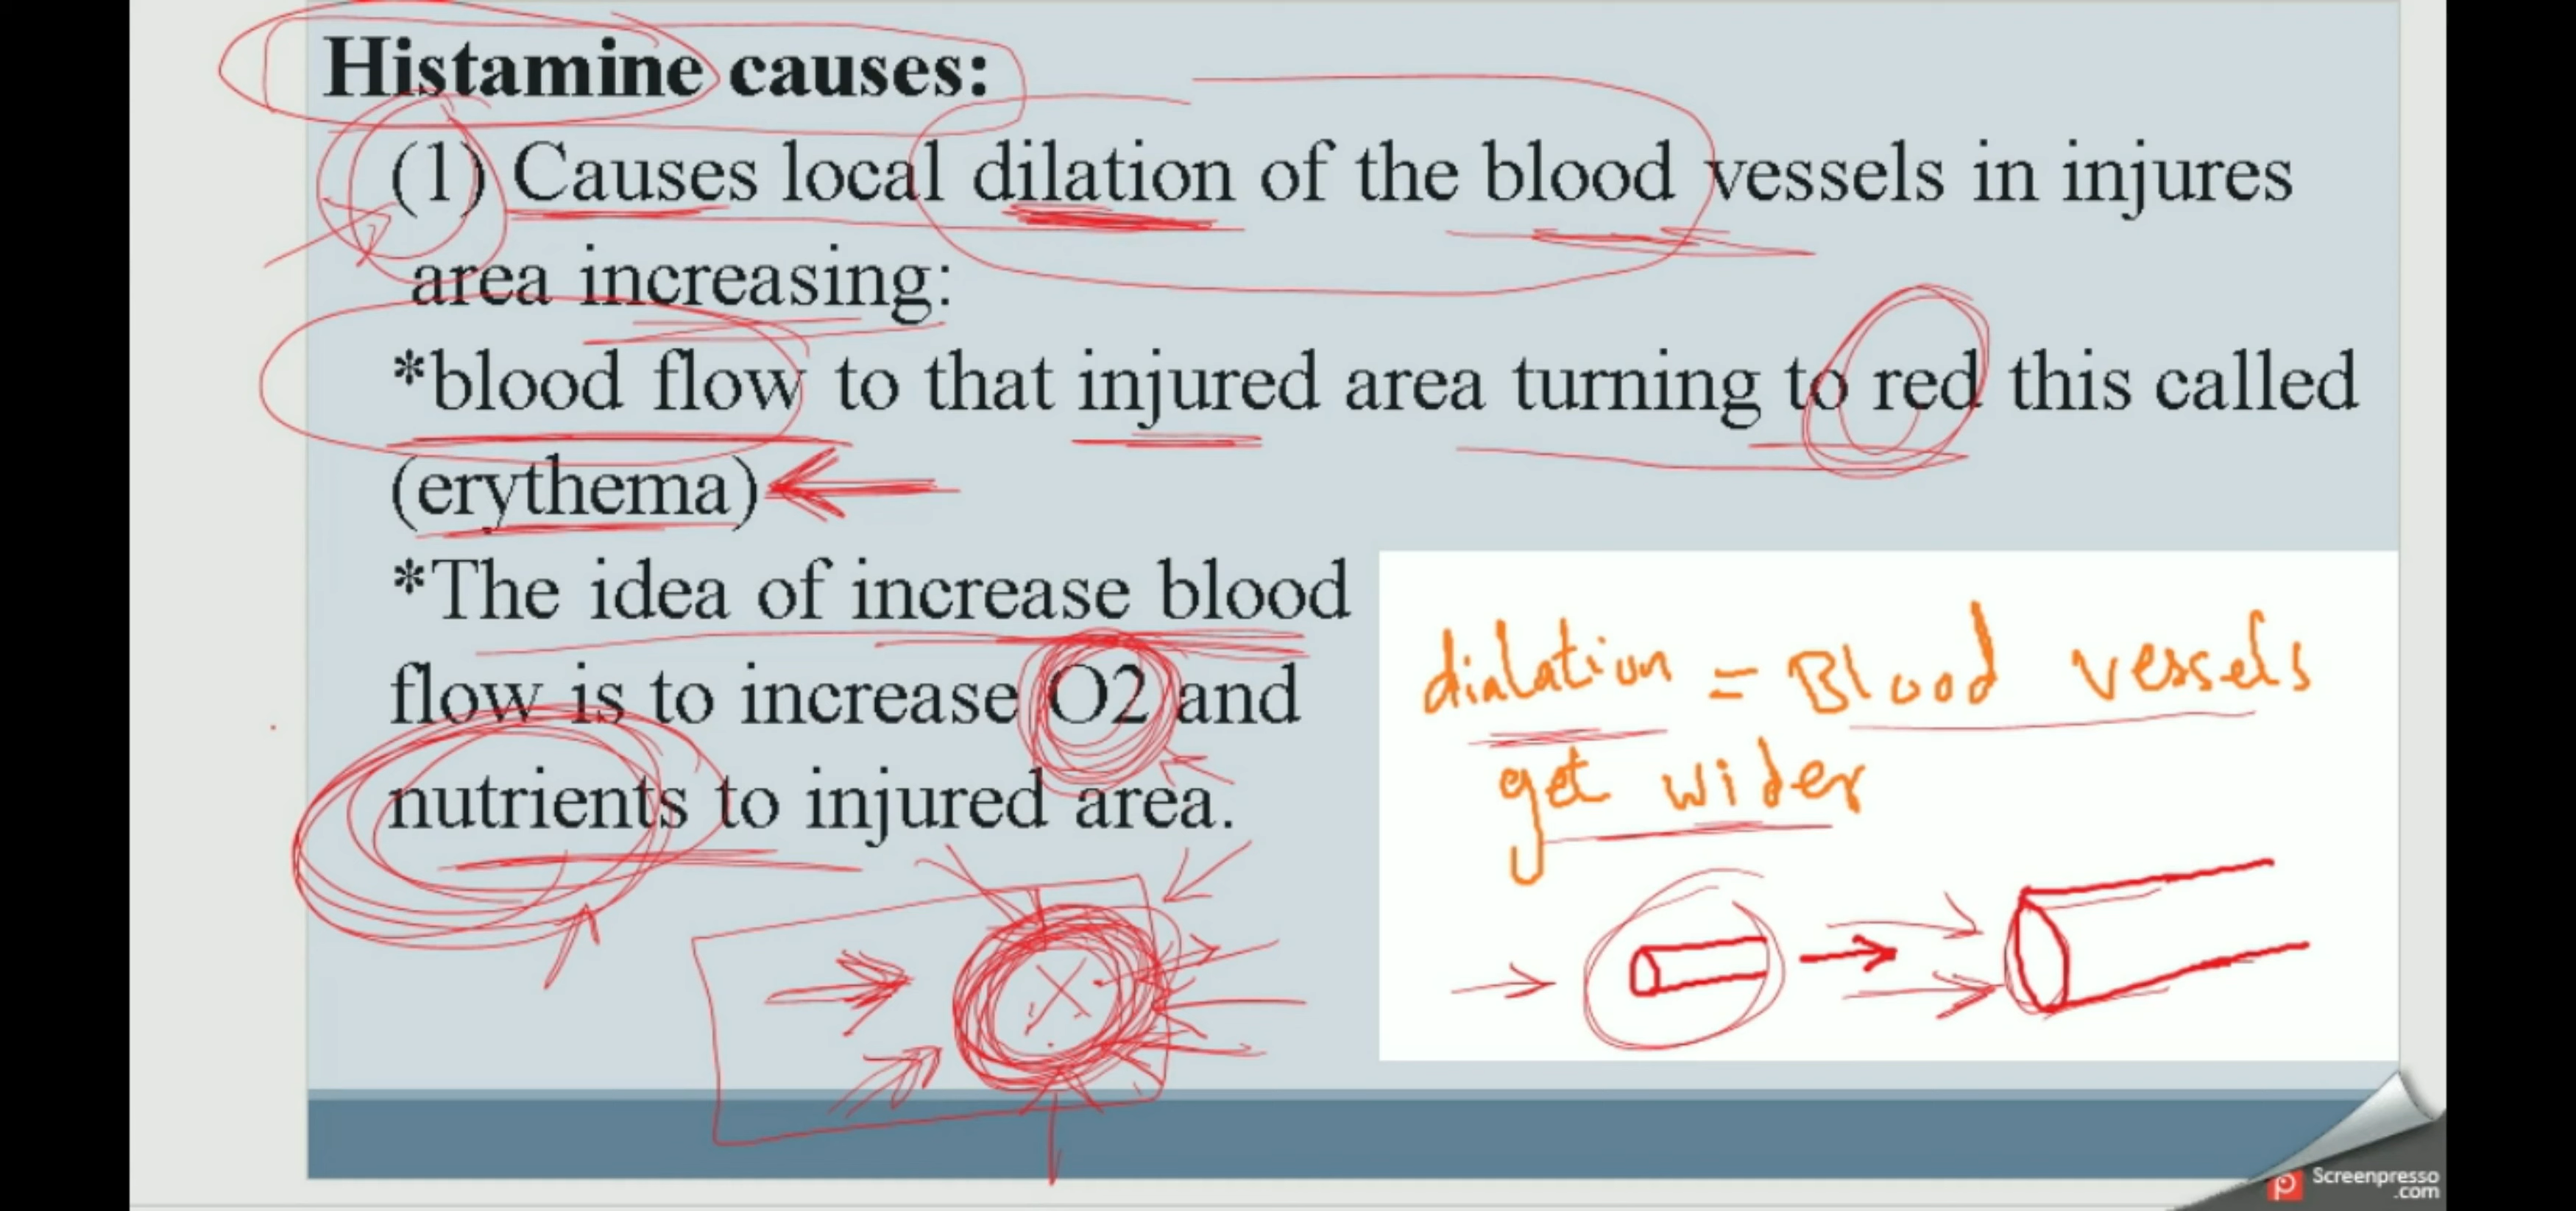 Histamine causes:
(1) Causes local dilation of the blood vessels in injures
area increasing:
*blood flow to that injured area turning to red this called
(erythema)
*The idea of increase blood
flow is to increase O2 and
nutrients to injured area.
dialation = Blood vessels
get wider
X
Screenpresso
.com